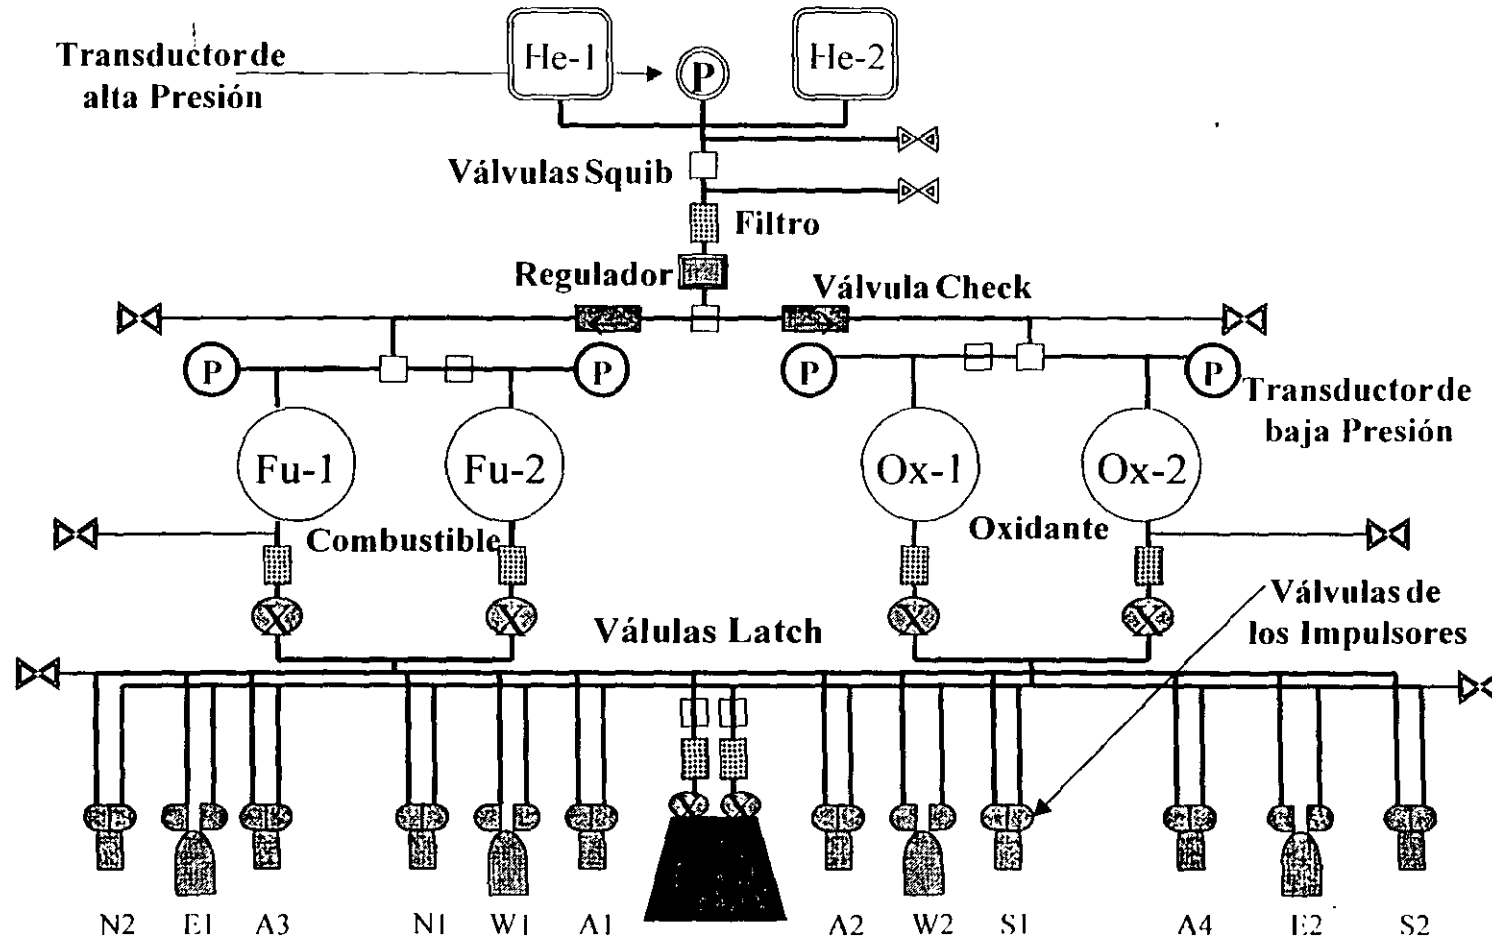 Transductor de
alta Presión
He-1
P
He-2
Válvulas Squib
Filtro
Regulador
Válvula Check
P
P
P
P
Transductor de
baja Presión
Fu-1
Fu-2
Ox-1
Ox-2
Combustible
Oxidante
X
X
X
X
Válvulas de
los Impulsores
Válulas Latch
X
X
N2
E1
A3
N1
W1
A1
A2
W2
S1
A4
E2
S2